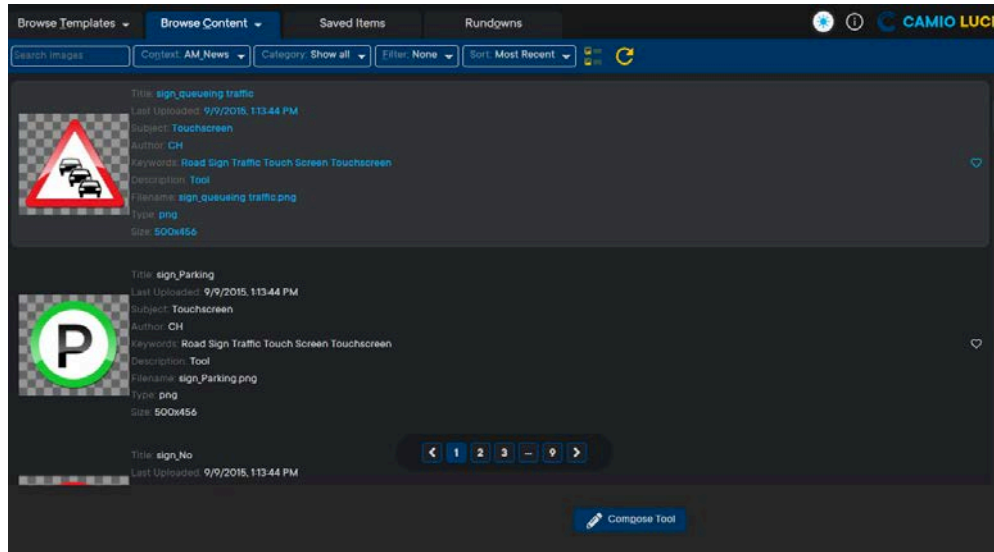 Browse Templates
Browse Content
Saved Items
Rundowns
CAMIO LUCI
Search Images
Context: AM_News
Category: Show all
Filter: None
Sort: Most Recent
Title: sign_queueing traffic
Last Uploaded: 9/9/2015, 1:13:44 PM
Subject: Touchscreen
Author: CH
Keywords: Road Sign Traffic Touch Screen Touchscreen
Description: Tool
Filename: sign_queueing traffic.png
Type: png
Size: 500x456
Title: sign_Parking
Last Uploaded: 9/9/2015, 1:13:44 PM
Subject: Touchscreen
Author: CH
Keywords: Road Sign Traffic Touch Screen Touchscreen
Description: Tool
Filename: sign_Parking.png
Type: png
Size: 500x456
P
Title: sign_No
Last Uploaded: 9/9/2015, 1:13:44 PM
1 2 3 – 9
Compose Tool